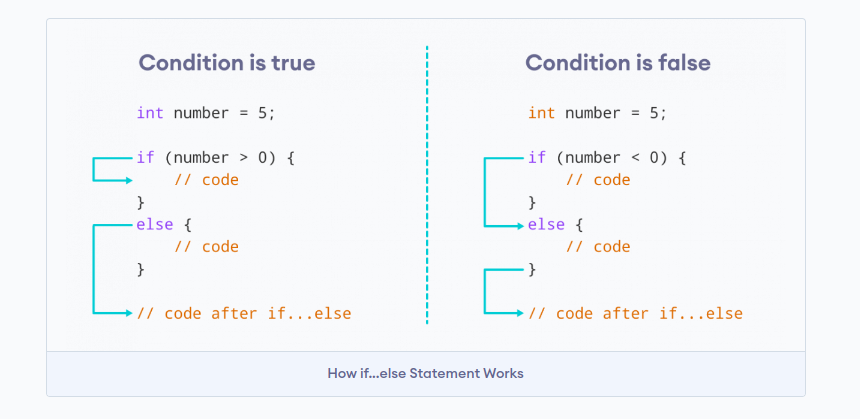 Condition is true
int number = 5;
if (number > 0) {
// code
}
else {
// code
}
// code after if...else
Condition is false
int number = 5;
if (number < 0) {
// code
}
else {
// code
}
// code after if...else
How if...else Statement Works